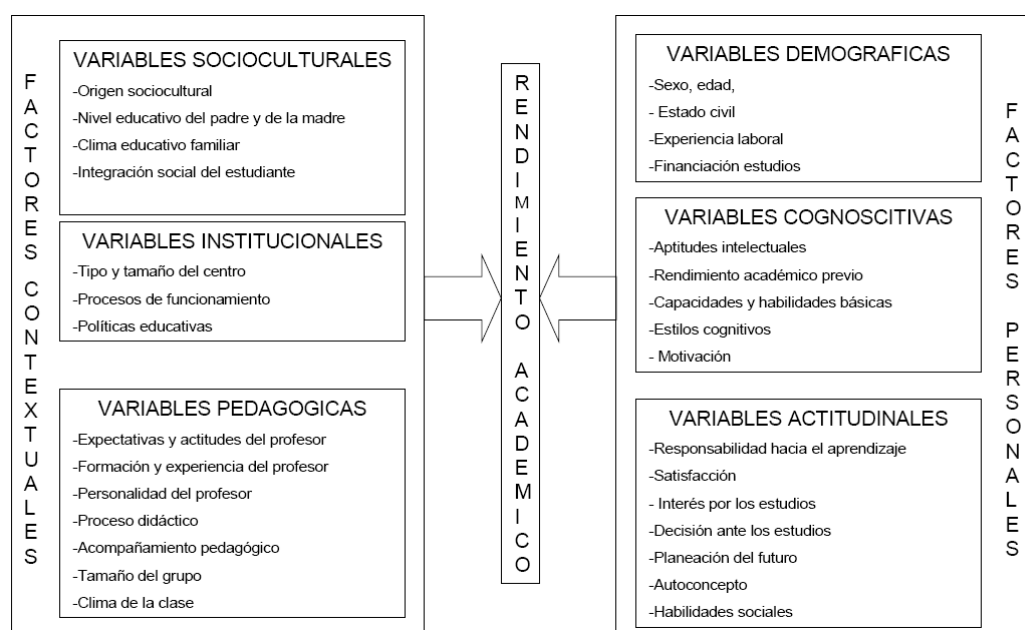 FACTORES CONTEXTUALES
VARIABLES SOCIOCULTURALES
-Origen sociocultural
-Nivel educativo del padre y de la madre
-Clima educativo familiar
-Integración social del estudiante
VARIABLES INSTITUCIONALES
-Tipo y tamaño del centro
-Procesos de funcionamiento
-Políticas educativas
VARIABLES PEDAGOGICAS
-Expectativas y actitudes del profesor
-Formación y experiencia del profesor
-Personalidad del profesor
-Proceso didáctico
-Acompañamiento pedagógico
-Tamaño del grupo
-Clima de la clase
RENDIMIENTO ACADEMICO
VARIABLES DEMOGRAFICAS
-Sexo, edad,
- Estado civil
-Experiencia laboral
-Financiación estudios
VARIABLES COGNOSCITIVAS
-Aptitudes intelectuales
-Rendimiento académico previo
-Capacidades y habilidades básicas
-Estilos cognitivos
- Motivación
VARIABLES ACTITUDINALES
-Responsabilidad hacia el aprendizaje
-Satisfacción
- Interés por los estudios
-Decisión ante los estudios
-Planeación del futuro
-Autoconcepto
-Habilidades sociales
FACTORES PERSONALES